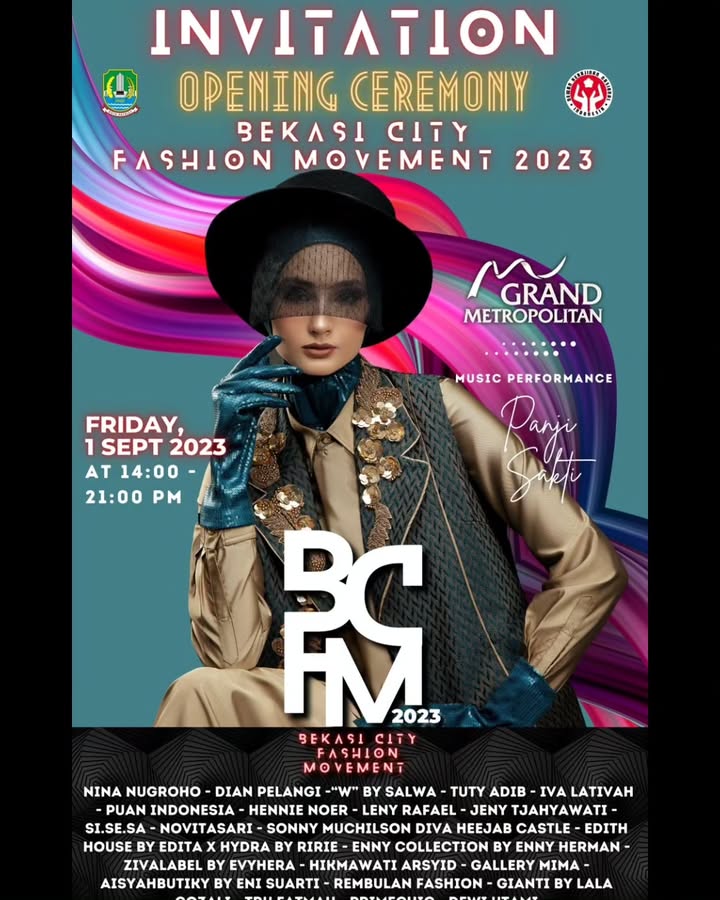 INVITATION
OPENING CEREMONY
BEKASI CITY
FASHION MOVEMENT 2023
GRAND
METROPOLITAN
MUSIC PERFORMANCE
Panji
Sakti
FRIDAY,
1 SEPT 2023
AT 14:00 -
21:00 PM
BC
FM
2023
BEKASI CITY
FASHION
MOVEMENT
NINA NUGROHO - DIAN PELANGI -“W” BY SALWA - TUTY ADIB - IVA LATIVAH
- PUAN INDONESIA - HENNIE NOER - LENY RAFAEL - JENY TJAHYAWATI -
SI.SE.SA - NOVITASARI - SONNY MUCHILSON DIVA HEEJAB CASTLE - EDITH
HOUSE BY EDITA X HYDRA BY RIRIE - ENNY COLLECTION BY ENNY HERMAN -
ZIVALABEL BY EVYHERA - HIKMAWATI ARSYID - GALLERY MIMA -
AISYAHBUTIKY BY ENI SUARTI - REMBULAN FASHION - GIANTI BY LALA